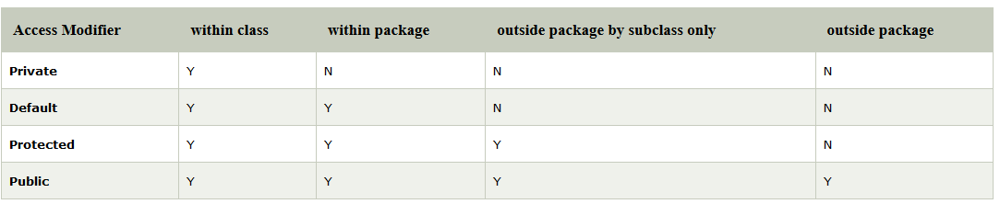 Access Modifier within class within package outside package by subclass only outside package
Private Y N N N
Default Y Y N N
Protected Y Y Y N
Public Y Y Y Y